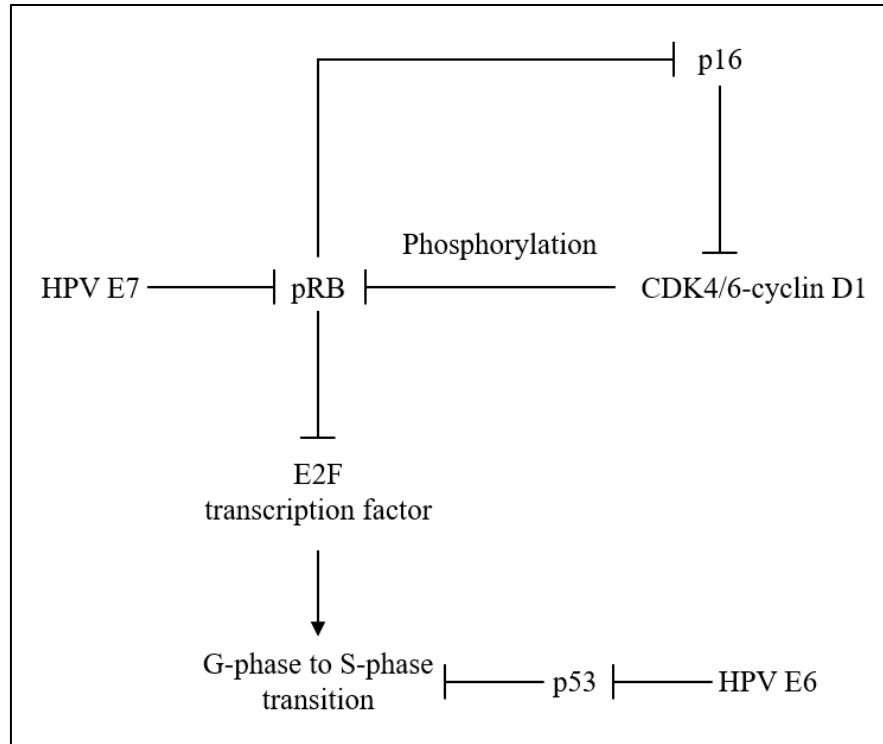 p16
Phosphorylation
HPV E7
pRB
CDK4/6-cyclin D1
E2F
transcription factor
G-phase to S-phase
transition
p53
HPV E6